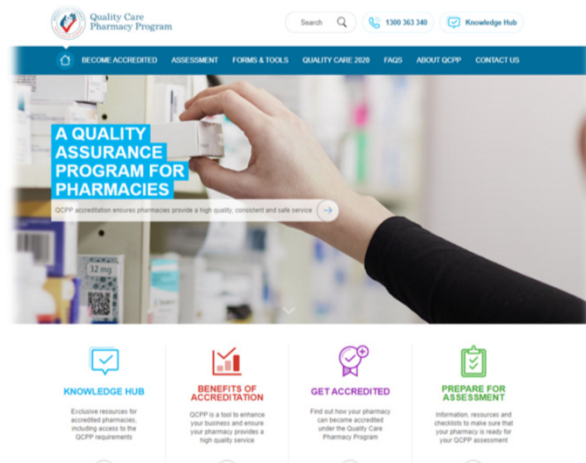 Quality Care
Pharmacy Program
Search
1300 363 340
Knowledge Hub
BECOME ACCREDITED ASSESSMENT FORMS & TOOLS QUALITY CARE 2020 FAQS ABOUT QCPP CONTACT US
A QUALITY
ASSURANCE
PROGRAM FOR
PHARMACIES
QCPP accreditation ensures pharmacies provide a high quality, consistent and safe service
32 mg
KNOWLEDGE HUB
Exclusive resources for
accredited pharmacies,
including access to the
QCPP requirements
BENEFITS OF
ACCREDITATION
QCPP is a tool to enhance
your business and ensure
your pharmacy provides a
high quality service
GET ACCREDITED
Find out how your pharmacy
can become accredited
under the Quality Care
Pharmacy Program
PREPARE FOR
ASSESSMENT
Information, resources and
checklists to make sure that
your pharmacy is ready for
your QCPP assessment